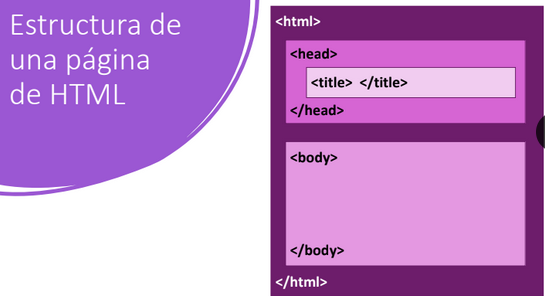 Estructura de
una página
de HTML
<html>
<head>
<title> </title>
</head>
<body>
</body>
</html>